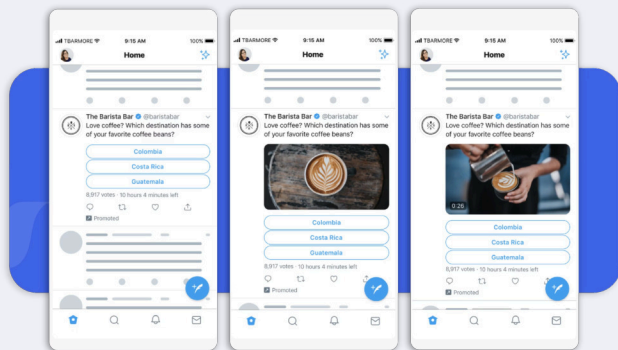 TBARMORE 9:15 AM 100%
Home
The Barista Bar @baristabar
Love coffee? Which destination has some
of your favorite coffee beans?
Colombia
Costa Rica
Guatemala
8,917 votes · 10 hours 4 minutes left
Promoted
TBARMORE 9:15 AM 100%
Home
The Barista Bar @baristabar
Love coffee? Which destination has some
of your favorite coffee beans?
Colombia
Costa Rica
Guatemala
8,917 votes · 10 hours 4 minutes left
Promoted
TBARMORE 9:15 AM 100%
Home
The Barista Bar @baristabar
Love coffee? Which destination has some
of your favorite coffee beans?
0:26
Colombia
Costa Rica
Guatemala
8,917 votes · 10 hours 4 minutes left
Promoted